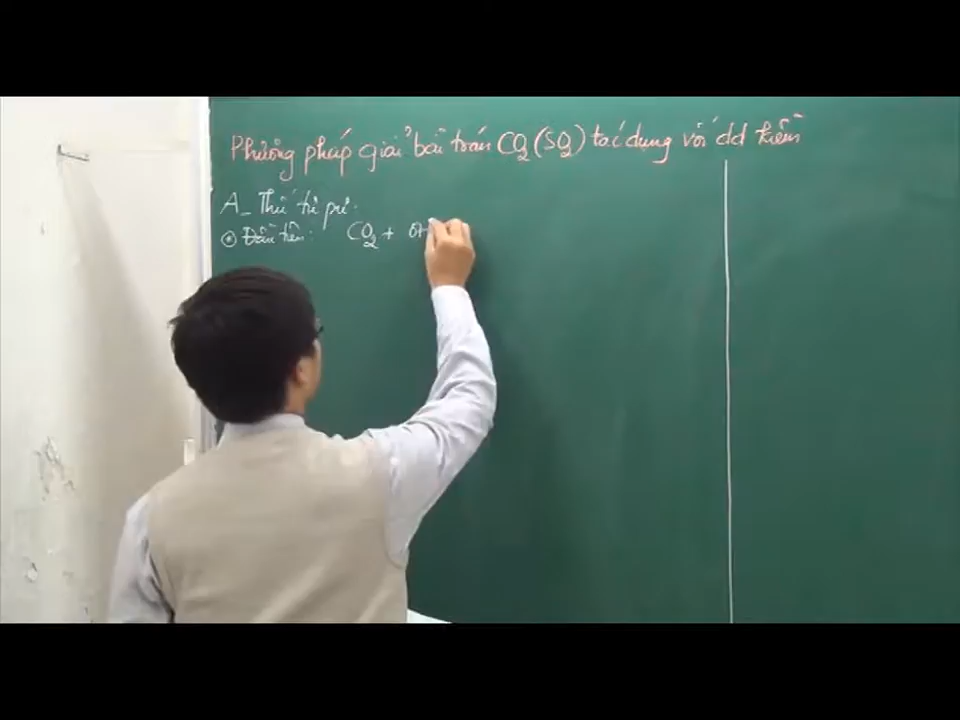 Phương pháp giải bài toán CO2 (SO2) tác dụng với dd kiềm
A_ Thứ tự pư:
⊙ Đầu tiên: CO2 + OH